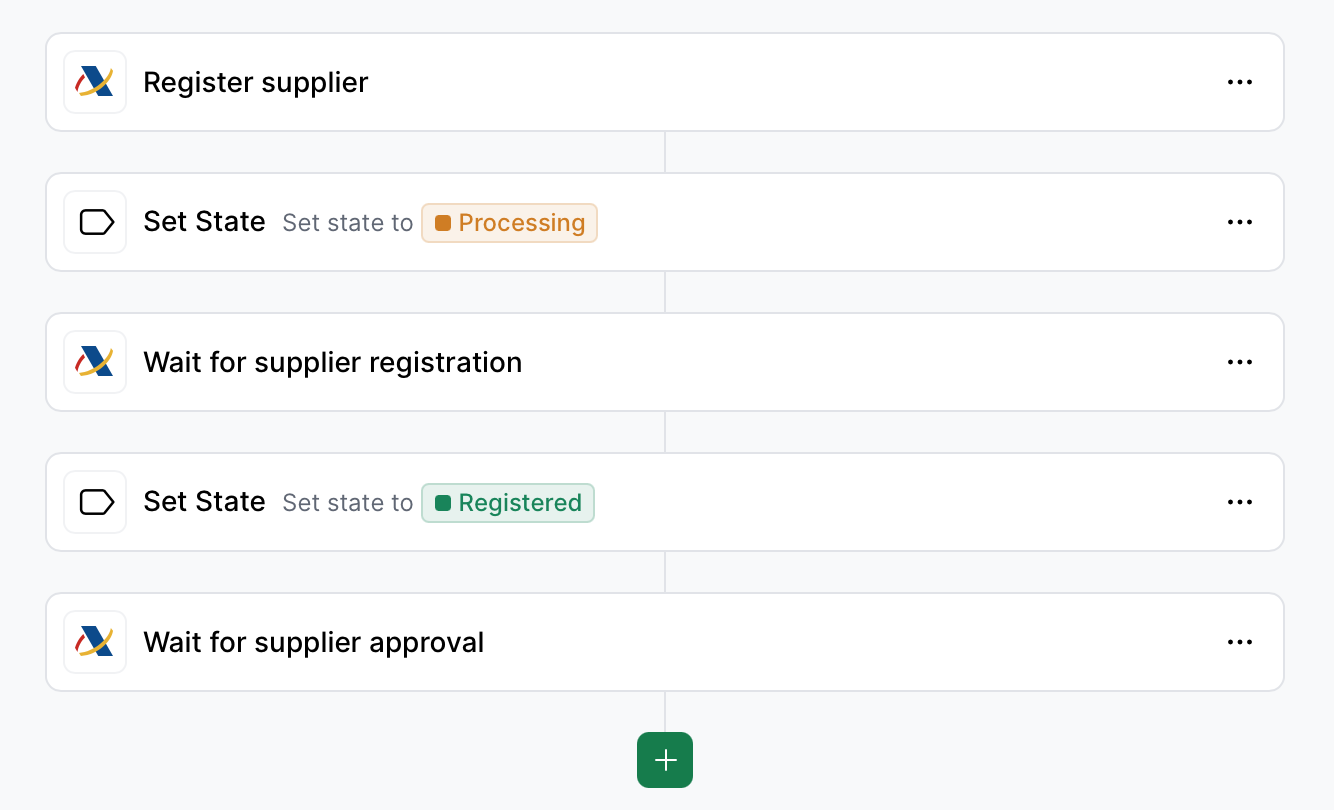 Register supplier
Set State Set state to Processing
Wait for supplier registration
Set State Set state to Registered
Wait for supplier approval